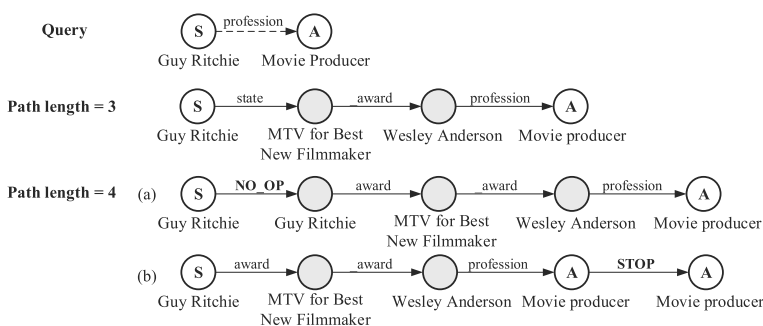 Query
profession
S
A
Guy Ritchie
Movie Producer
Path length = 3
state
_award
profession
S
A
Guy Ritchie
MTV for Best
New Filmmaker
Wesley Anderson
Movie producer
Path length = 4
(a)
NO_OP
award
_award
profession
S
A
Guy Ritchie
Guy Ritchie
MTV for Best
New Filmmaker
Wesley Anderson
Movie producer
(b)
award
_award
profession
STOP
S
A
A
Guy Ritchie
MTV for Best
New Filmmaker
Wesley Anderson
Movie producer
Movie producer